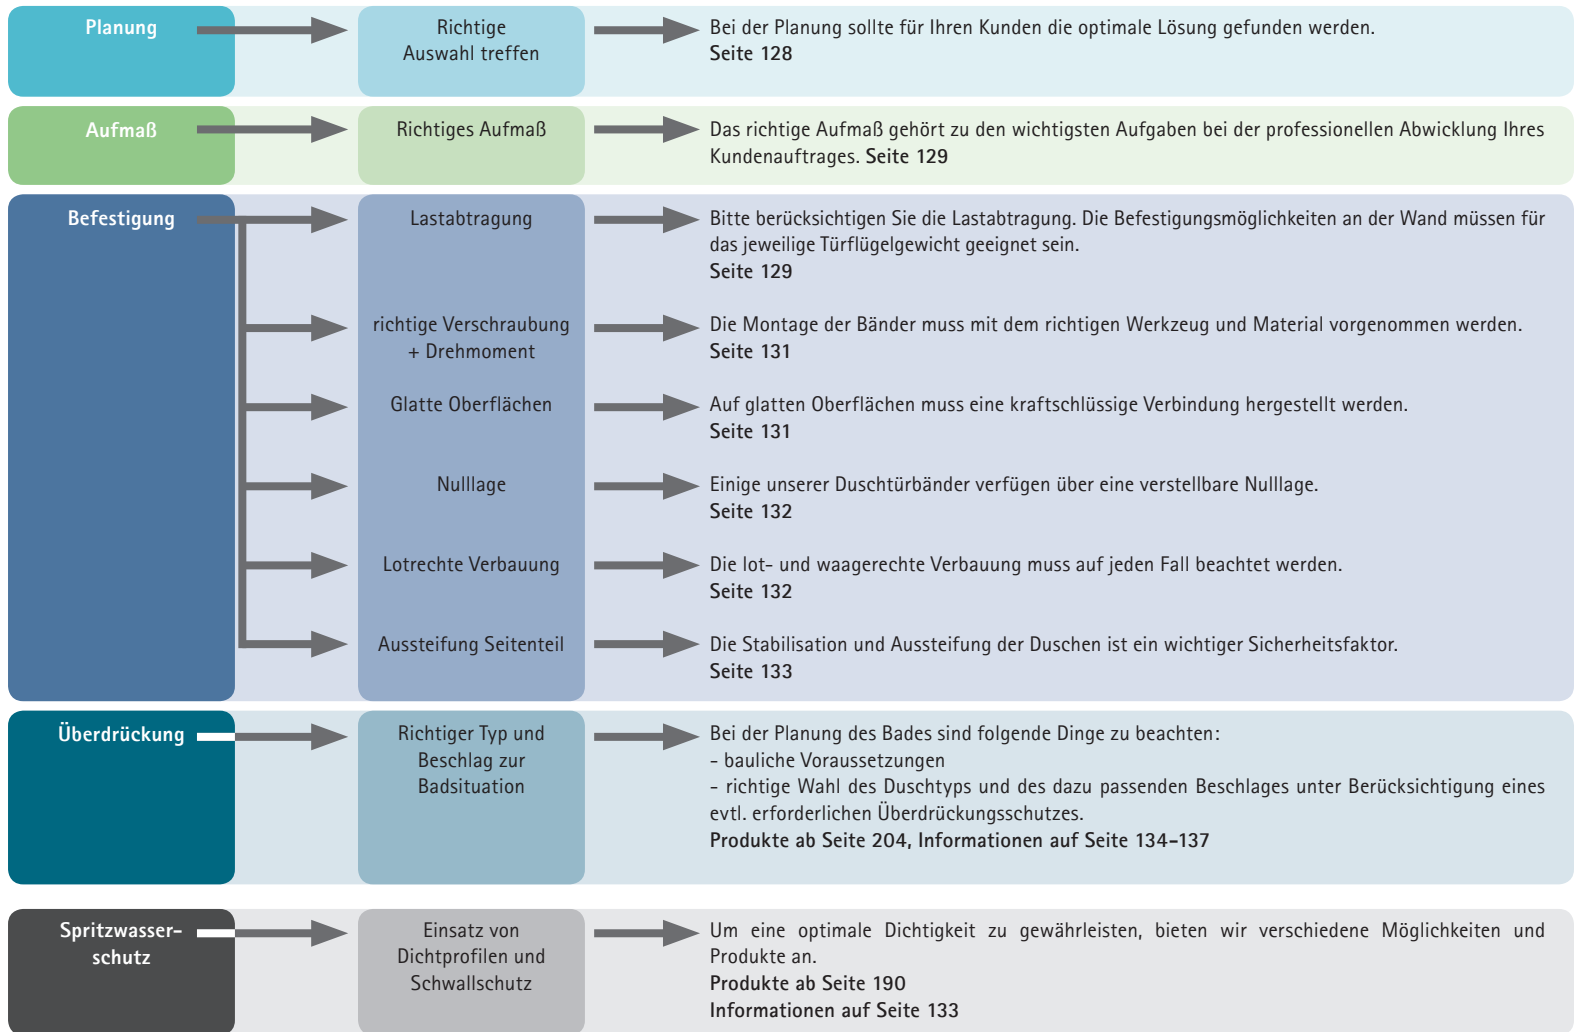 Planung
Richtige
Auswahl treffen
Bei der Planung sollte für Ihren Kunden die optimale Lösung gefunden werden.
Seite 128
Aufmaß
Richtiges Aufmaß
Das richtige Aufmaß gehört zu den wichtigsten Aufgaben bei der professionellen Abwicklung Ihres
Kundenauftrages. Seite 129
Befestigung
Lastabtragung
Bitte berücksichtigen Sie die Lastabtragung. Die Befestigungsmöglichkeiten an der Wand müssen für
das jeweilige Türflügelgewicht geeignet sein.
Seite 129
richtige Verschraubung
+ Drehmoment
Die Montage der Bänder muss mit dem richtigen Werkzeug und Material vorgenommen werden.
Seite 131
Glatte Oberflächen
Auf glatten Oberflächen muss eine kraftschlüssige Verbindung hergestellt werden.
Seite 131
Nulllage
Einige unserer Duschtürbänder verfügen über eine verstellbare Nulllage.
Seite 132
Lotrechte Verbauung
Die lot- und waagerechte Verbauung muss auf jeden Fall beachtet werden.
Seite 132
Aussteifung Seitenteil
Die Stabilisation und Aussteifung der Duschen ist ein wichtiger Sicherheitsfaktor.
Seite 133
Überdrückung
Richtiger Typ und
Beschlag zur
Badsituation
Bei der Planung des Bades sind folgende Dinge zu beachten:
- bauliche Voraussetzungen
- richtige Wahl des Duschtyps und des dazu passenden Beschlages unter Berücksichtigung eines
evtl. erforderlichen Überdrückungsschutzes.
Produkte ab Seite 204, Informationen auf Seite 134-137
Spritzwasser-
schutz
Einsatz von
Dichtprofilen und
Schwallschutz
Um eine optimale Dichtigkeit zu gewährleisten, bieten wir verschiedene Möglichkeiten und
Produkte an.
Produkte ab Seite 190
Informationen auf Seite 133